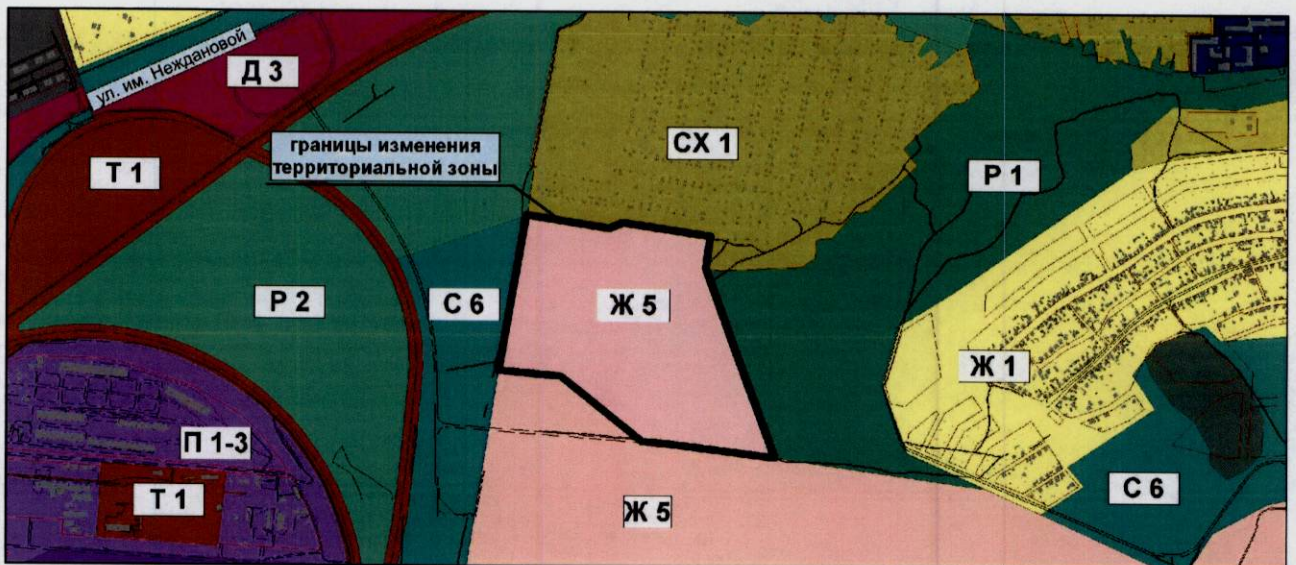 ул. им. Неждановой
Д 3
Т 1
границы изменения
территориальной зоны
СХ 1
Р 1
Р 2
С 6
Ж 5
Ж 1
П 1-3
Т 1
Ж 5
С 6